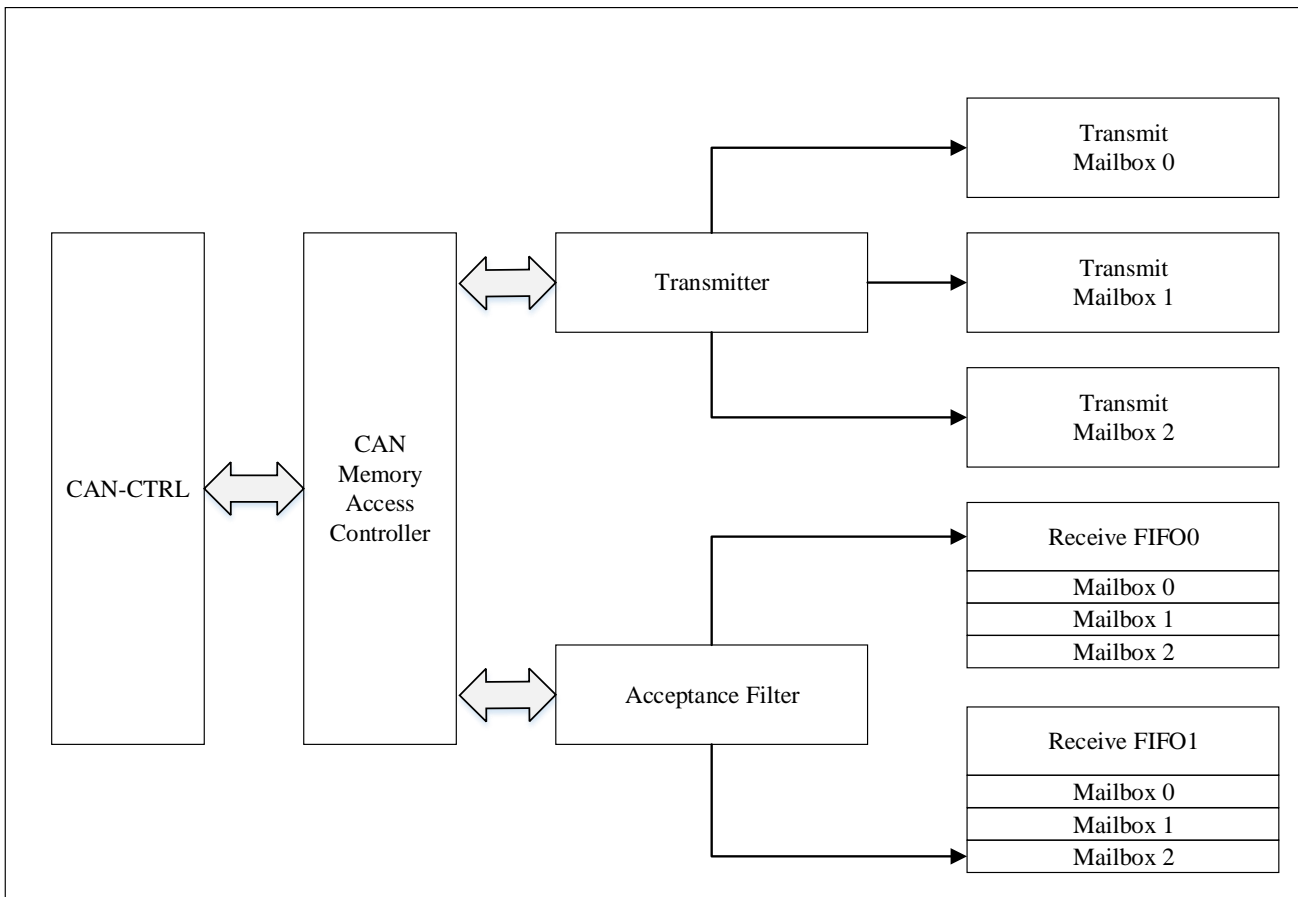 CAN-CTRL
CAN
Memory
Access
Controller
Transmitter
Acceptance Filter
Transmit
Mailbox 0
Transmit
Mailbox 1
Transmit
Mailbox 2
Receive FIFO0
Mailbox 0
Mailbox 1
Mailbox 2
Receive FIFO1
Mailbox 0
Mailbox 1
Mailbox 2